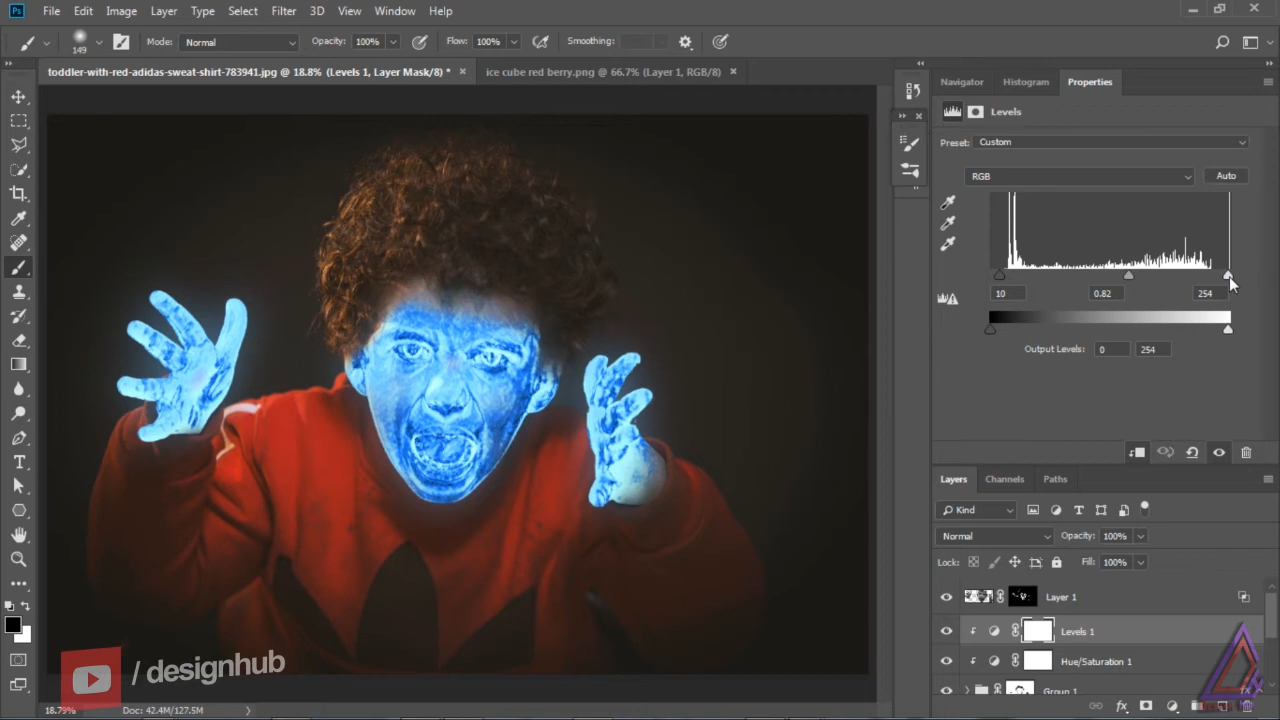 Ps File Edit Image Layer Type Select Filter 3D View Window Help
149 Mode: Normal Opacity: 100% Flow: 100% Smoothing:
toddler-with-red-adidas-sweat-shirt-783941.jpg @ 18.8% (Levels 1, Layer Mask/8) * ice cube red berry.png @ 66.7% (Layer 1, RGB/8)
Navigator Histogram Properties
Levels
Preset: Custom
RGB Auto
10 0.82 254
Output Levels: 0 254
Layers Channels Paths
Kind
Normal Opacity: 100%
Lock: Fill: 100%
Layer 1
Levels 1
Hue/Saturation 1
Group 1 fx
/ designhub
18.79% Doc: 42.4M/127.5M
fx